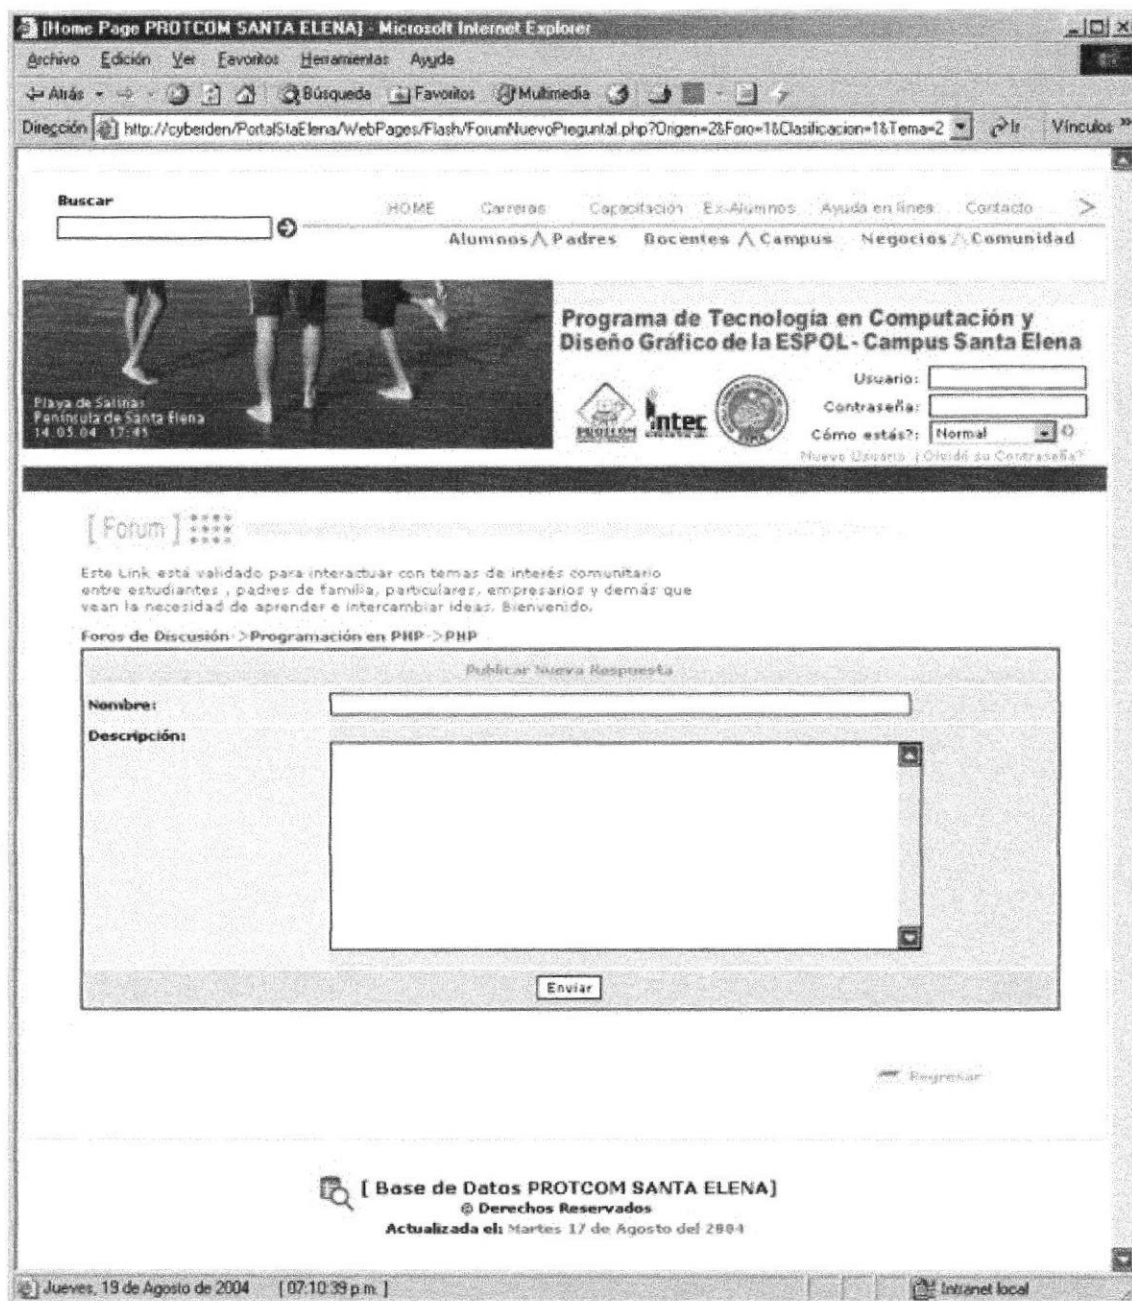 [Home Page PROTCOM SANTA ELENA] - Microsoft Internet Explorer
Archivo Edición Ver Favoritos Herramientas Ayuda
Atrás Búsqueda Favoritos Multimedia
Dirección http://cyberden/PortalStaElena/WebPages/Flash/ForumNuevoPreguntaI.php?Origen=2&Foro=1&Clasificacion=1&Tema=2 Ir Vínculos »
Buscar
HOME Carreras Capacitación Ex-Alumnos Ayuda en línea Contacto >
Alumnos Padres Docentes Campus Negocios Comunidad
Programa de Tecnología en Computación y
Diseño Gráfico de la ESPOL - Campus Santa Elena
Playa de Salinas
Península de Santa Elena
14.05.04 17:45
PROTCOM
intec
ESPOL
Usuario:
Contraseña:
Cómo estás?: Normal
Nuevo Usuario ¿Olvidó su Contraseña?
[ Forum ]
Este Link está validado para interactuar con temas de interés comunitario
entre estudiantes , padres de familia, particulares, empresarios y demás que
vean la necesidad de aprender e intercambiar ideas. Bienvenido.
Foros de Discusión ->Programación en PHP->PHP
Publicar Nueva Respuesta
Nombre:
Descripción:
Enviar
Regresar
[ Base de Datos PROTCOM SANTA ELENA]
© Derechos Reservados
Actualizada el: Martes 17 de Agosto del 2004
Jueves, 19 de Agosto de 2004 [ 07:10:39 p.m. ] Intranet local